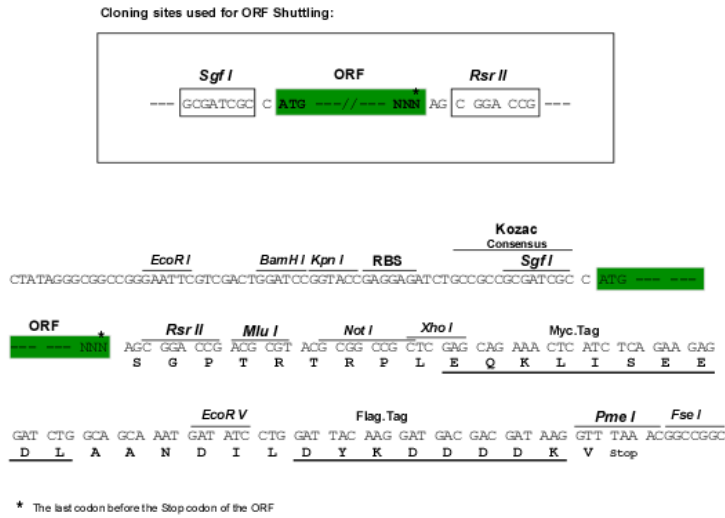 Cloning sites used for ORF Shuttling:
Sgf I ORF Rsr II
*
--- GCGATCGC C ATG ---//--- NNN AG C GGA CCG ---
Kozac
Consensus
EcoR I BamH I Kpn I RBS Sgf I
CTATAGGGCGGCCGGGAATTCGTCGACTGGATCCGGTACCGAGGAGATCTGCCGCCGCGATCGC C ATG --- ---
ORF * Rsr II Mlu I Not I Xho I Myc.Tag
--- --- NNN AGC GGA CCG ACG CGT ACG CGG CCG CTC GAG CAG AAA CTC ATC TCA GAA GAG
S G P T R T R P L E Q K L I S E E
EcoR V Flag.Tag Pme I Fse I
GAT CTG GCA GCA AAT GAT ATC CTG GAT TAC AAG GAT GAC GAC GAT AAG GTT TAA ACGGCCGGC
D L A A N D I L D Y K D D D D K V Stop
* The last codon before the Stop codon of the ORF